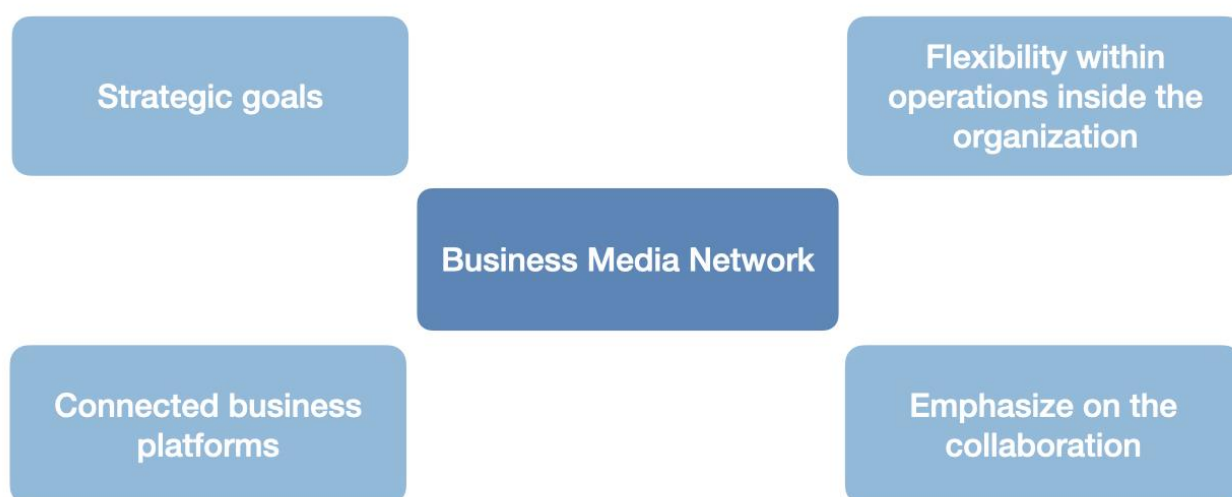 Strategic goals
Flexibility within
operations inside the
organization
Business Media Network
Connected business
platforms
Emphasize on the
collaboration